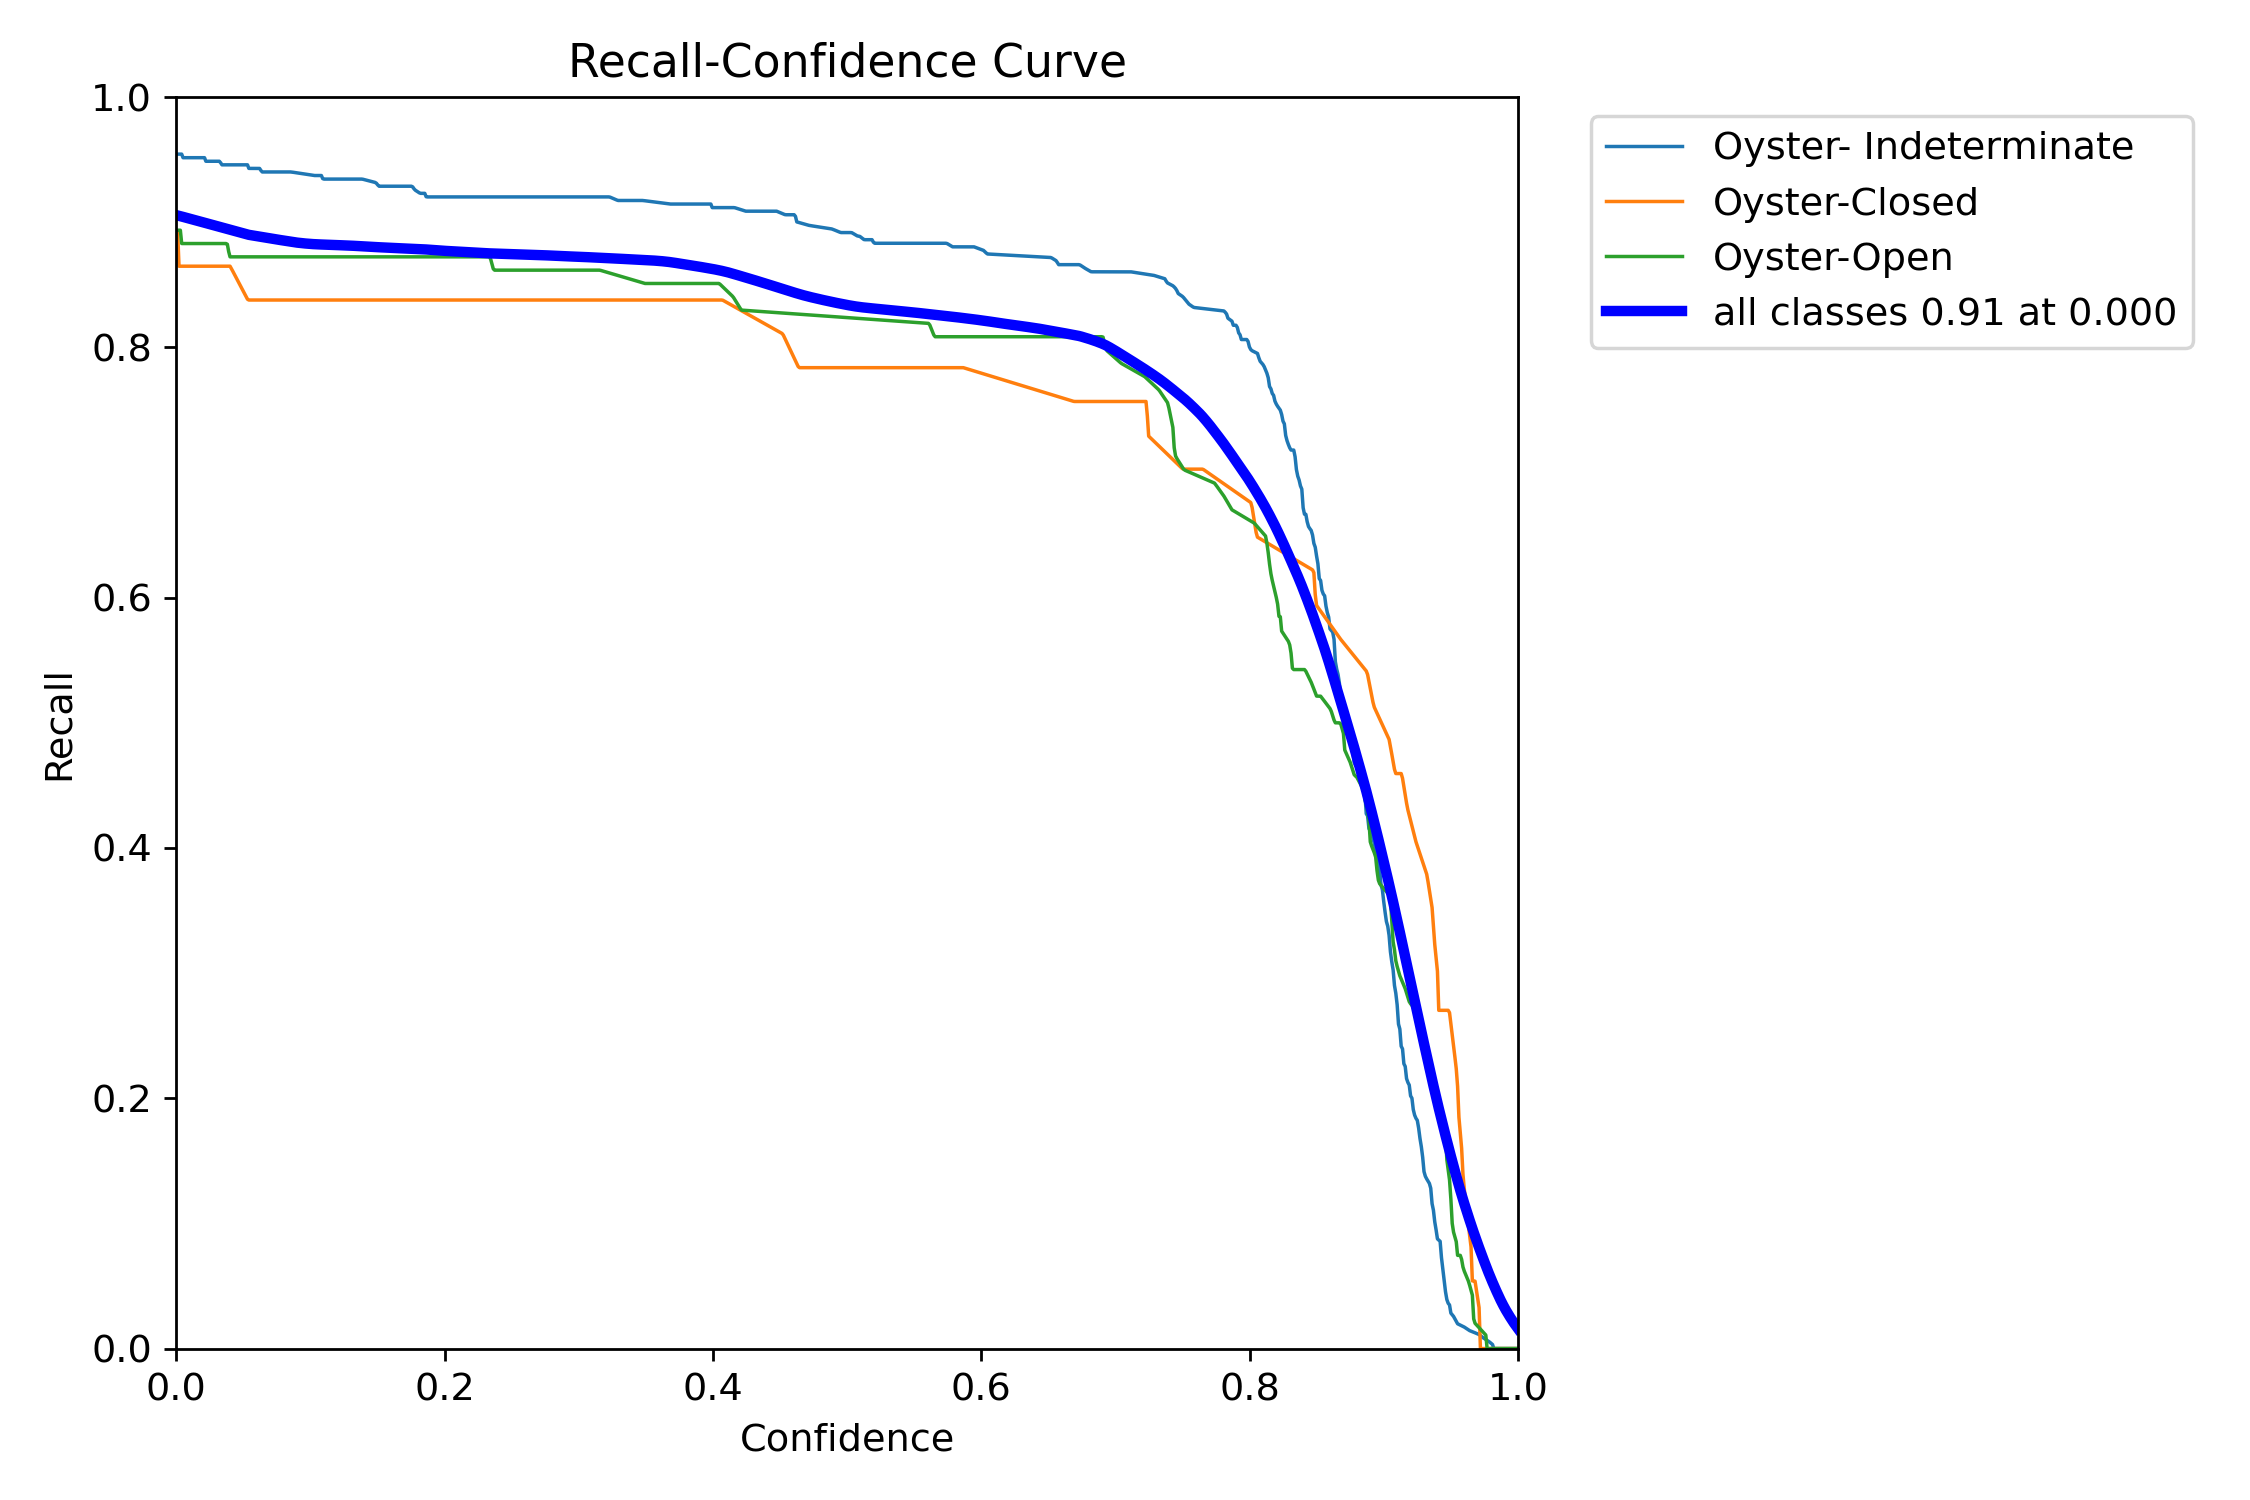 Recall-Confidence Curve
1.0
0.8
0.6
0.4
0.2
0.0
Recall
0.0 0.2 0.4 0.6 0.8 1.0
Confidence
Oyster- Indeterminate
Oyster-Closed
Oyster-Open
all classes 0.91 at 0.000